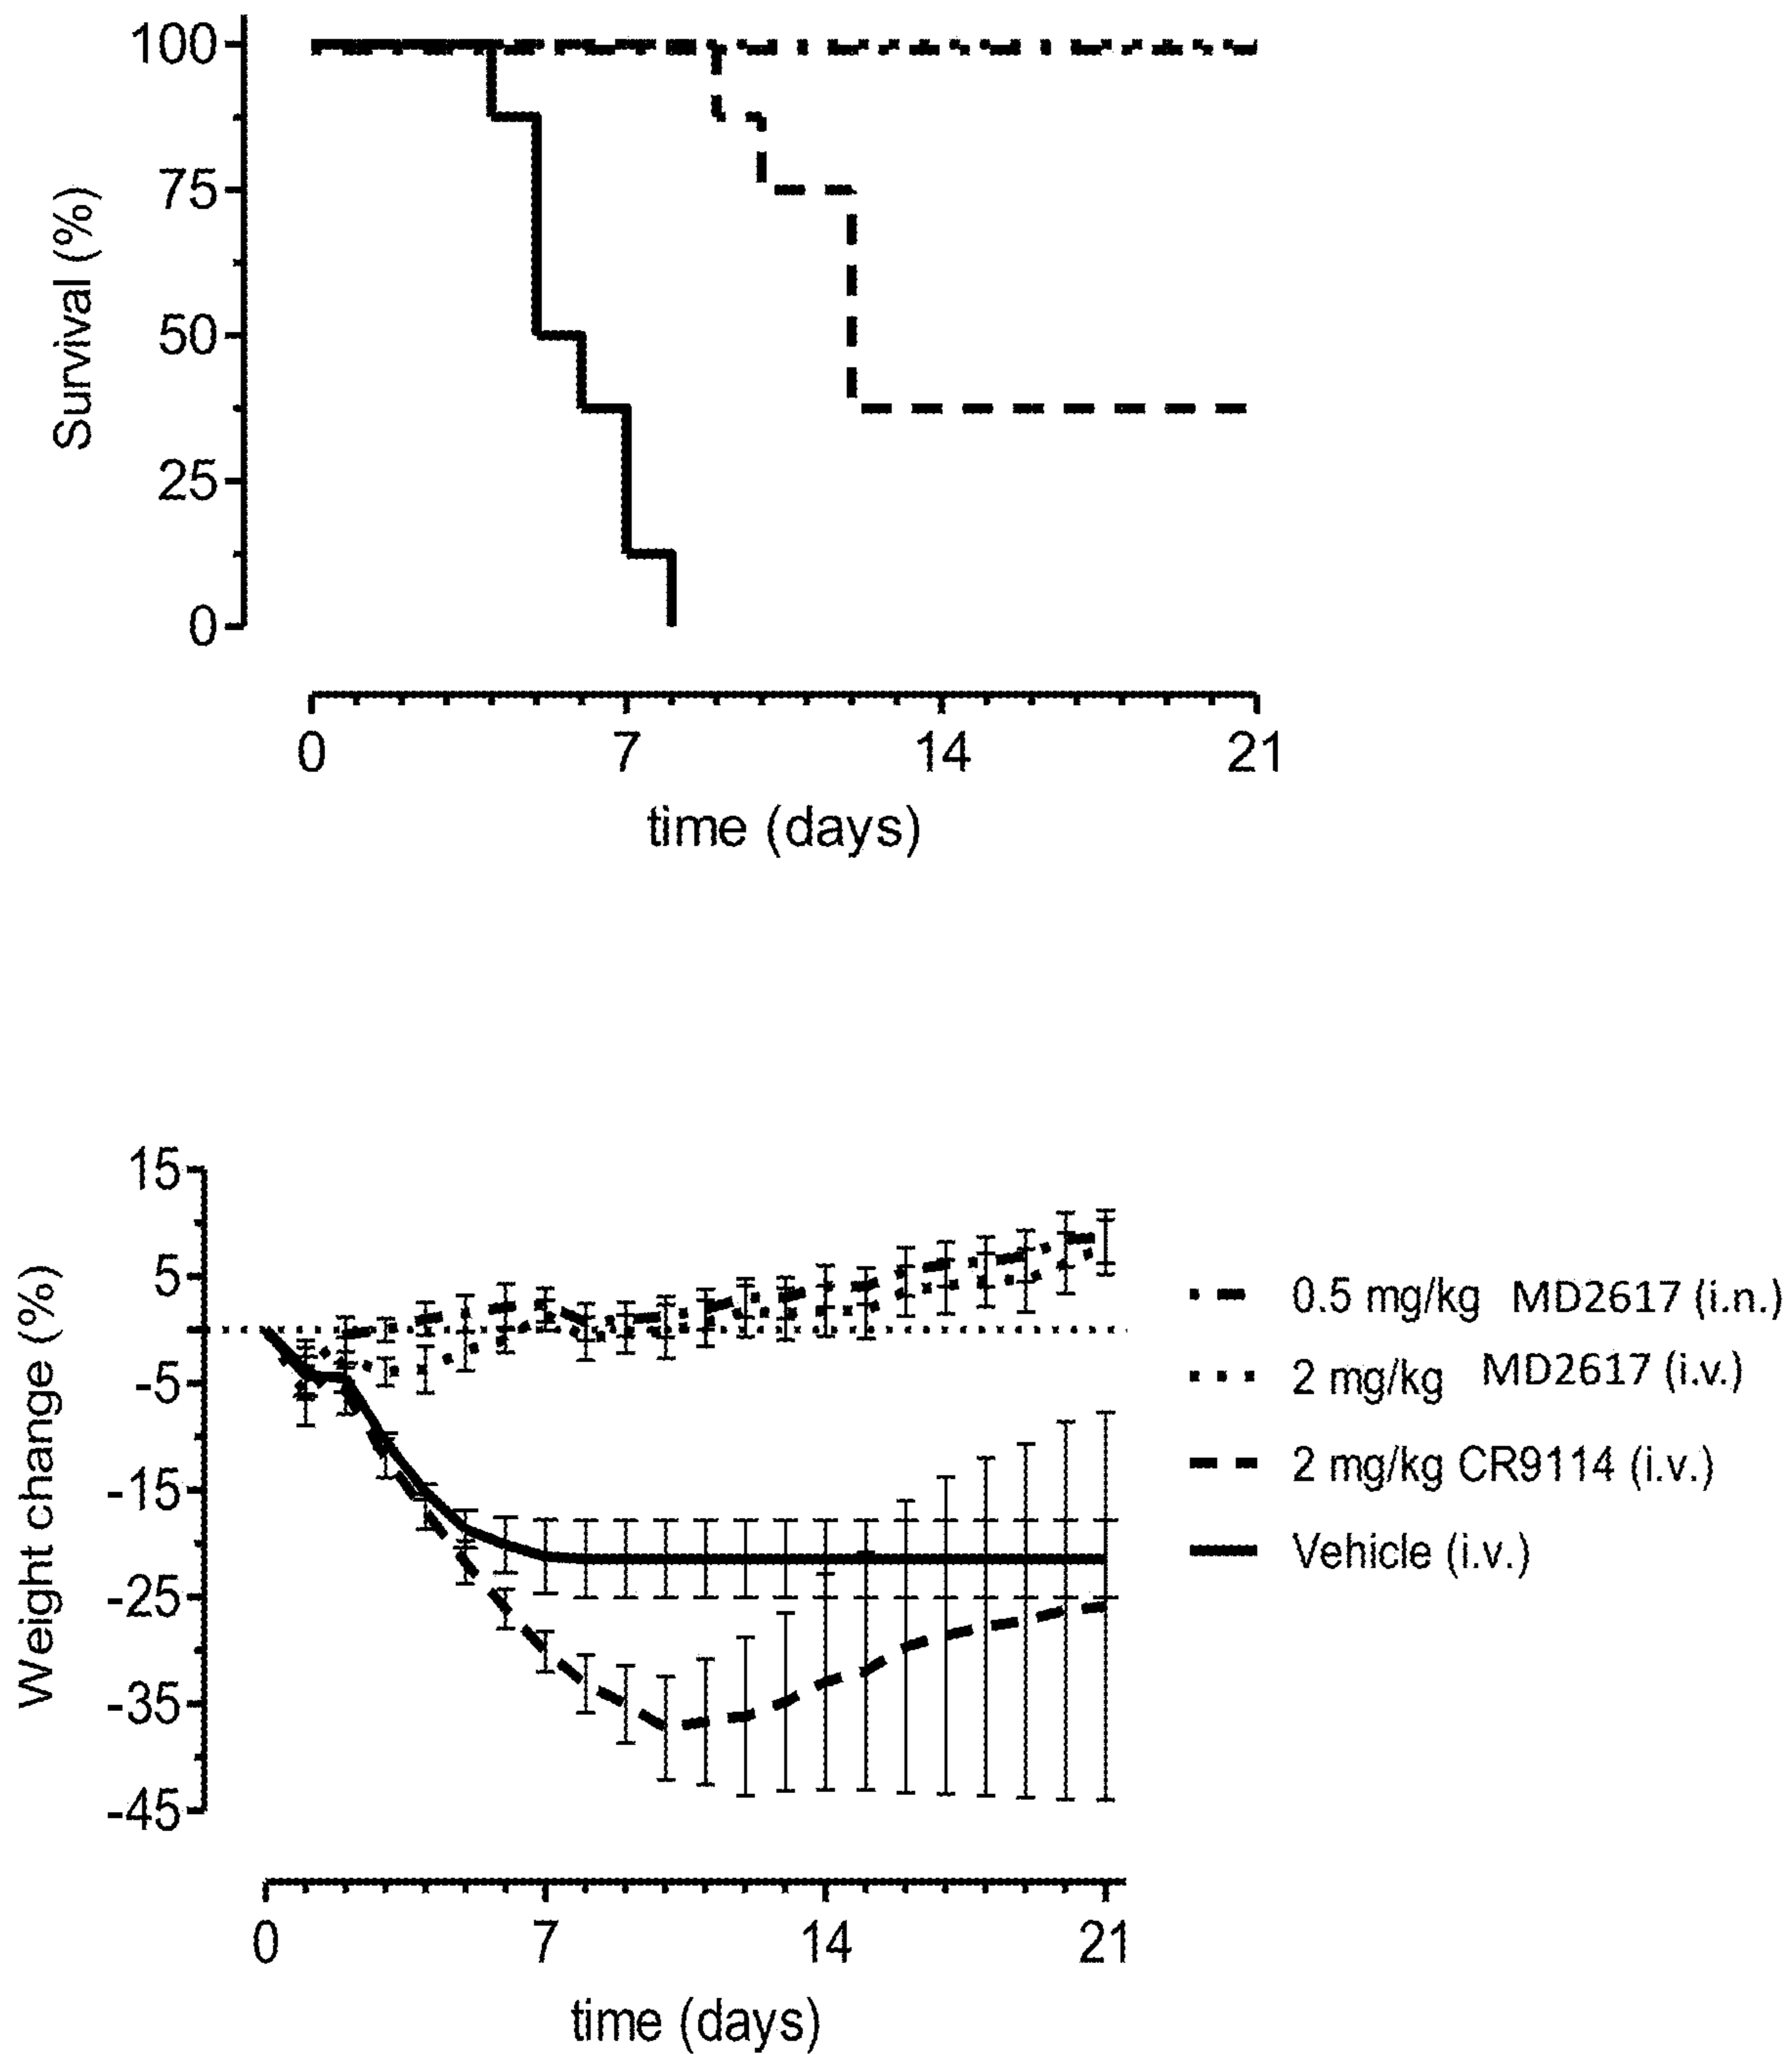 100
75
50
25
0
Survival (%)
0 7 14 21
time (days)
15
5
-5
-15
-25
-35
-45
Weight change (%)
0.5 mg/kg MD2617 (i.n.)
2 mg/kg MD2617 (i.v.)
2 mg/kg CR9114 (i.v.)
Vehicle (i.v.)
0 7 14 21
time (days)